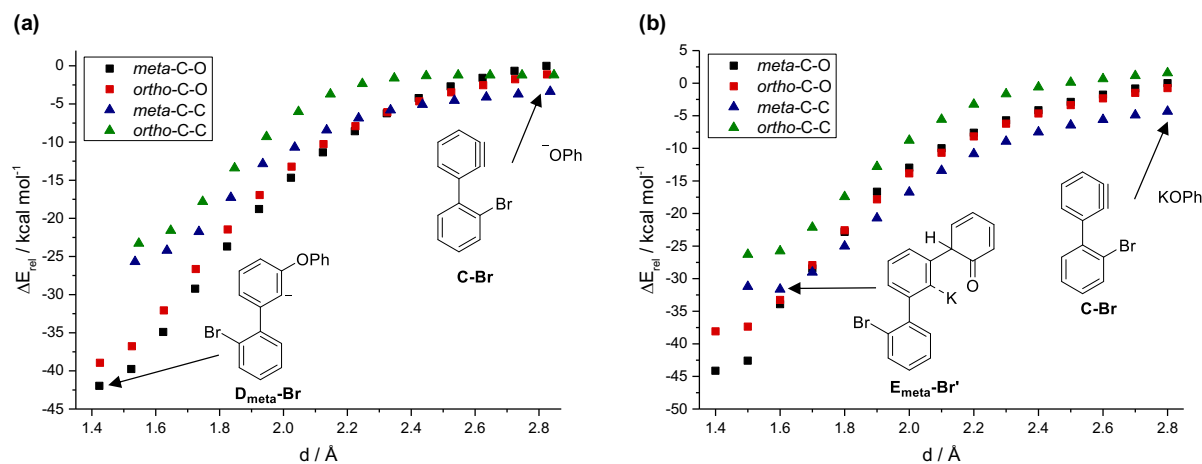 (a)
meta-C-O
ortho-C-O
meta-C-C
ortho-C-C
0
-5
-10
-15
-20
-25
-30
-35
-40
-45
ΔE_rel / kcal mol⁻¹
1.4 1.6 1.8 2.0 2.2 2.4 2.6 2.8
d / Å
⁻OPh
Br
C-Br
OPh
−
Br
D_meta-Br
(b)
meta-C-O
ortho-C-O
meta-C-C
ortho-C-C
5
0
-5
-10
-15
-20
-25
-30
-35
-40
-45
-50
ΔE_rel / kcal mol⁻¹
1.4 1.6 1.8 2.0 2.2 2.4 2.6 2.8
d / Å
KOPh
Br
C-Br
H
O
K
Br
E_meta-Br'